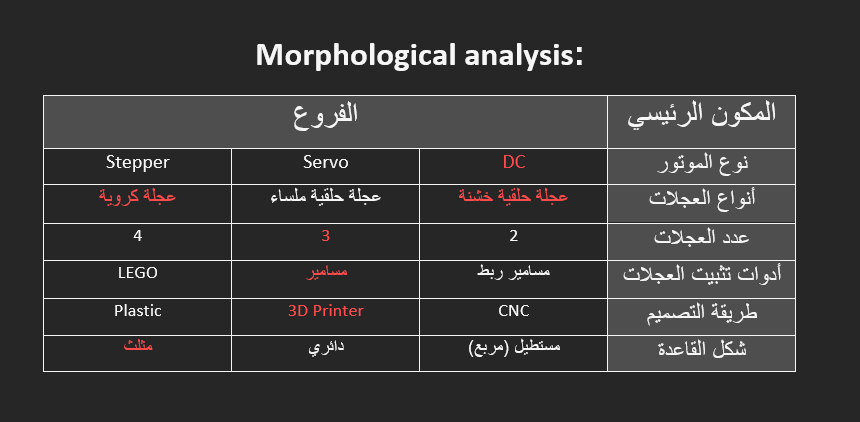 Morphological analysis:
المكون الرئيسي الفروع
نوع الموتور DC Servo Stepper
أنواع العجلات عجلة حلقية خشنة عجلة حلقية ملساء عجلة كروية
عدد العجلات 2 3 4
أدوات تثبيت العجلات مسامير ربط مسامير LEGO
طريقة التصميم CNC 3D Printer Plastic
شكل القاعدة مستطيل (مربع) دائري مثلث